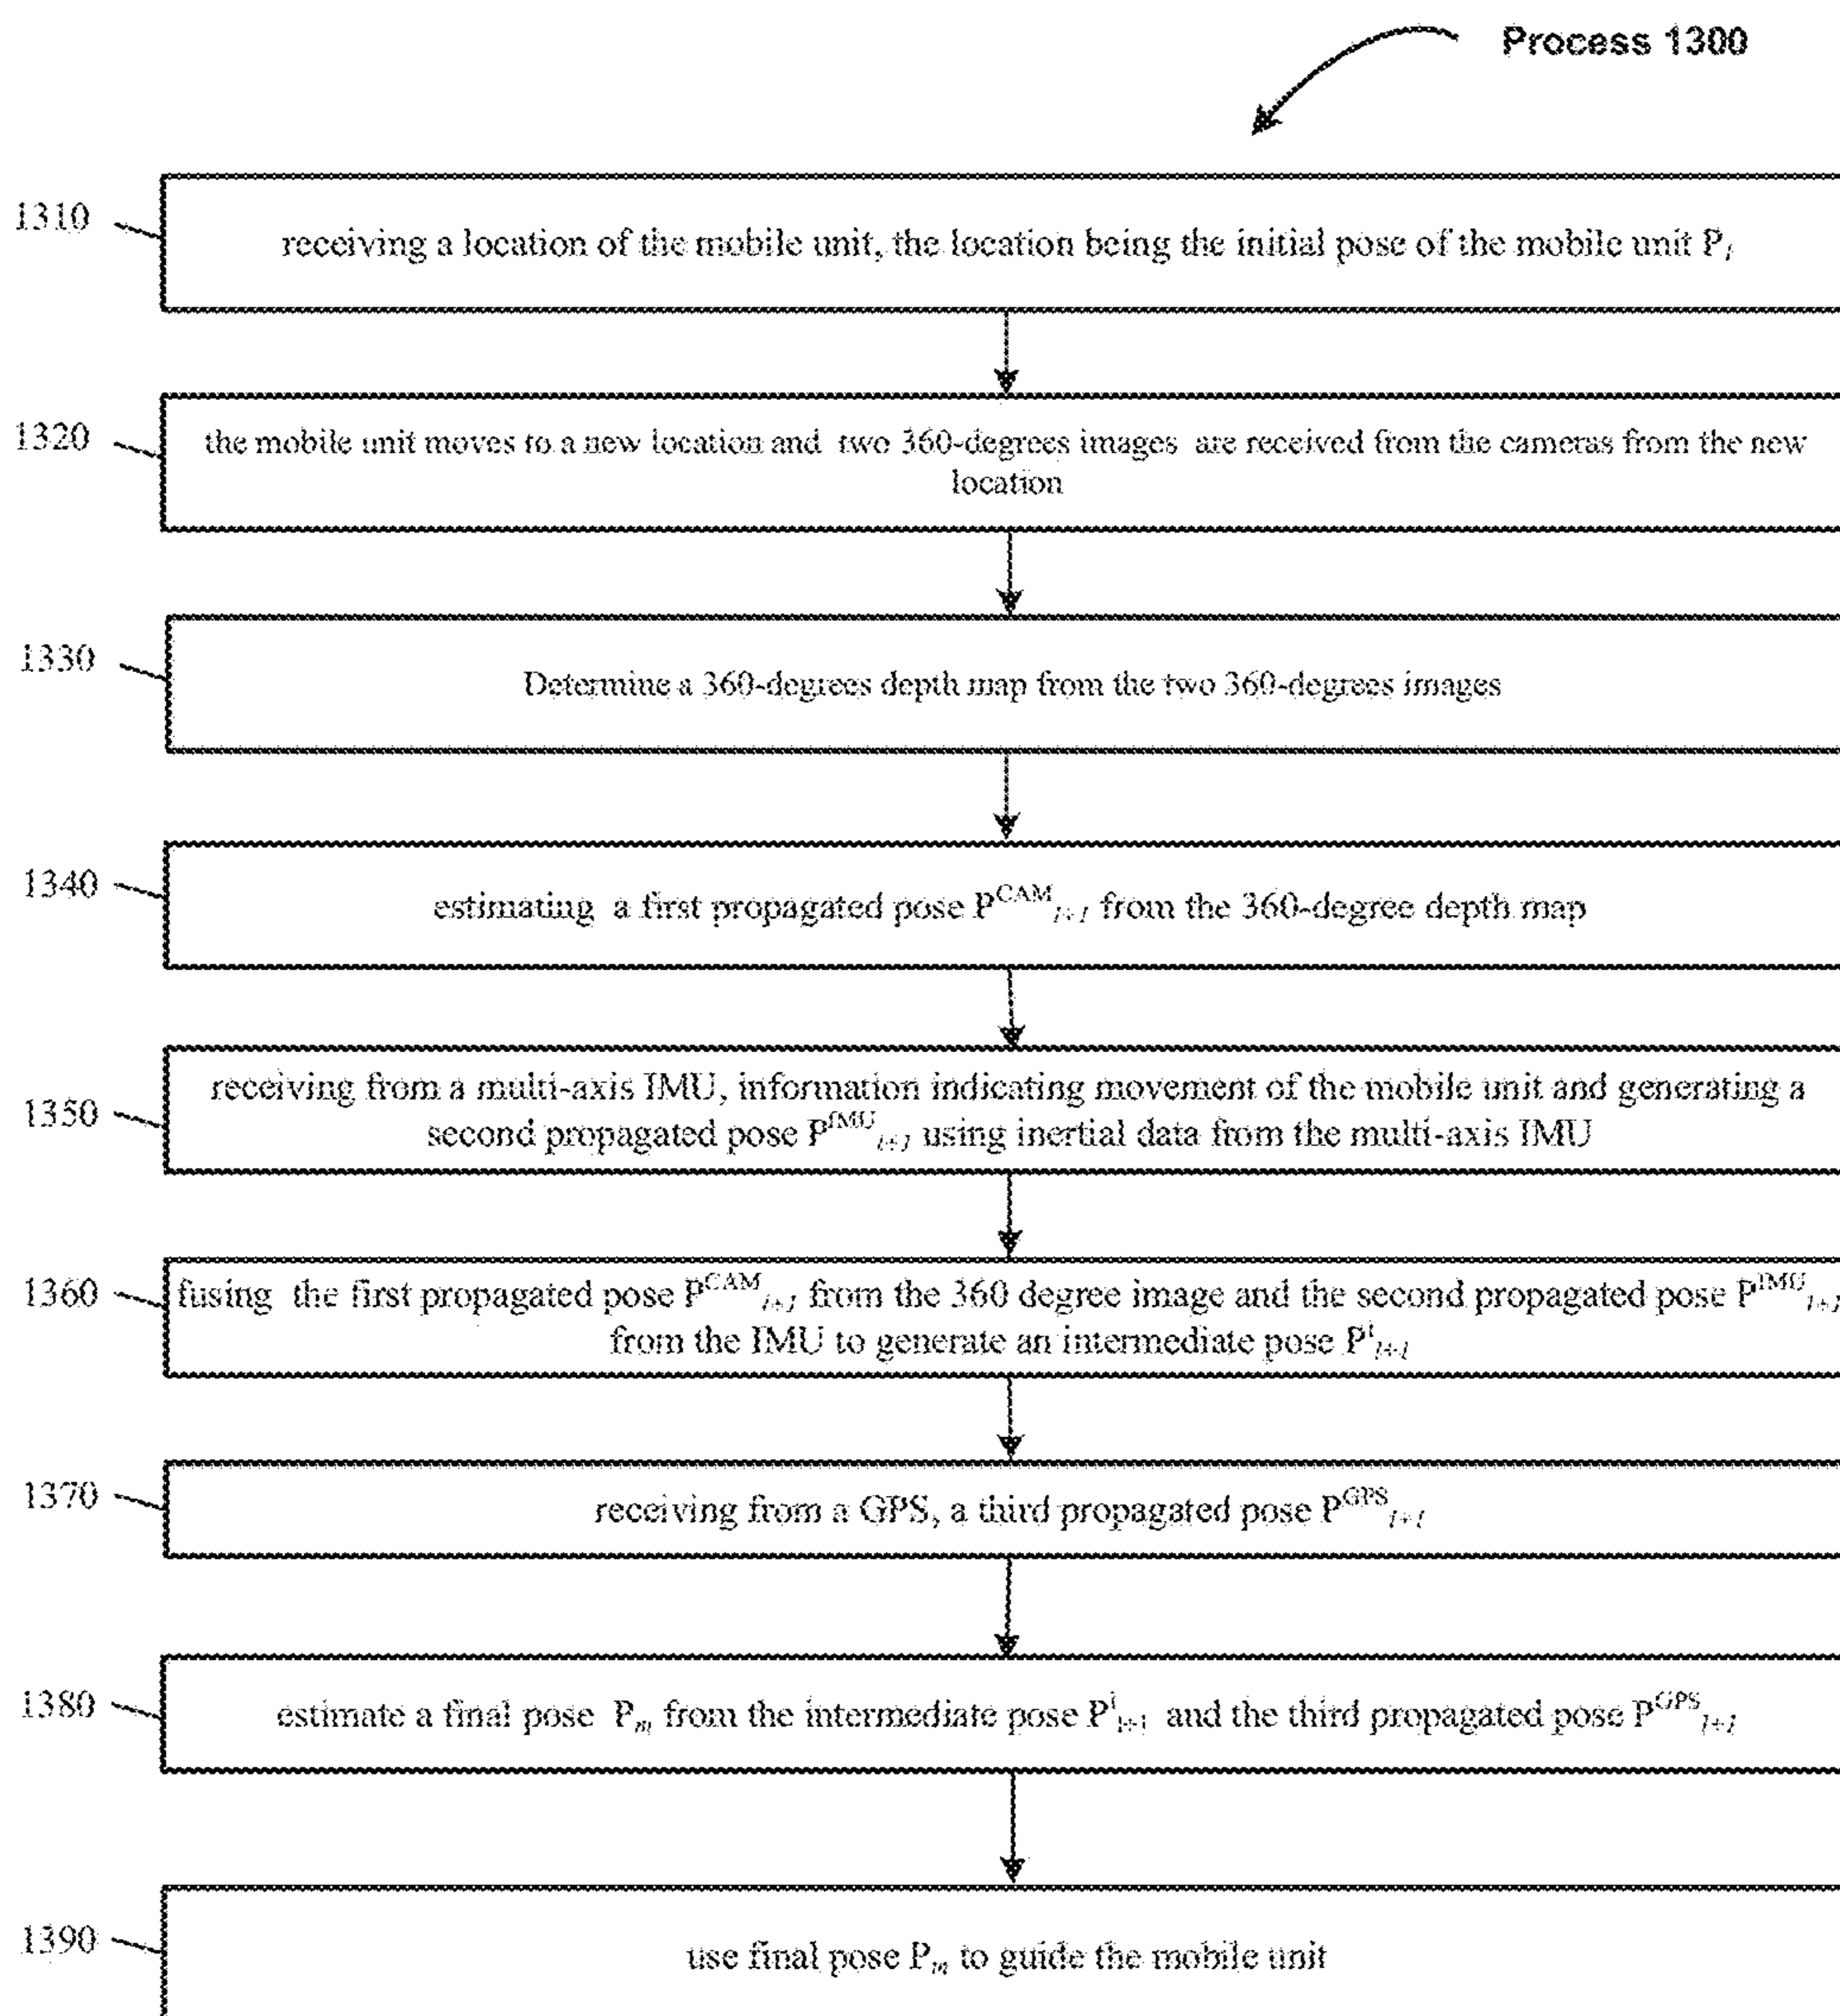 Process 1300
1310
receiving a location of the mobile unit, the location being the initial pose of the mobile unit P_l
1320
the mobile unit moves to a new location and two 360-degrees images are received from the cameras from the new
location
1330
Determine a 360-degrees depth map from the two 360-degrees images
1340
estimating a first propagated pose P^CAM_l+1 from the 360-degree depth map
1350
receiving from a multi-axis IMU, information indicating movement of the mobile unit and generating a
second propagated pose P^IMU_l+1 using inertial data from the multi-axis IMU
1360
fusing the first propagated pose P^CAM_l+1 from the 360 degree image and the second propagated pose P^IMU_l+1
from the IMU to generate an intermediate pose P^i_l+1
1370
receiving from a GPS, a third propagated pose P^GPS_l+1
1380
estimate a final pose P_m from the intermediate pose P^i_l+1 and the third propagated pose P^GPS_l+1
1390
use final pose P_m to guide the mobile unit